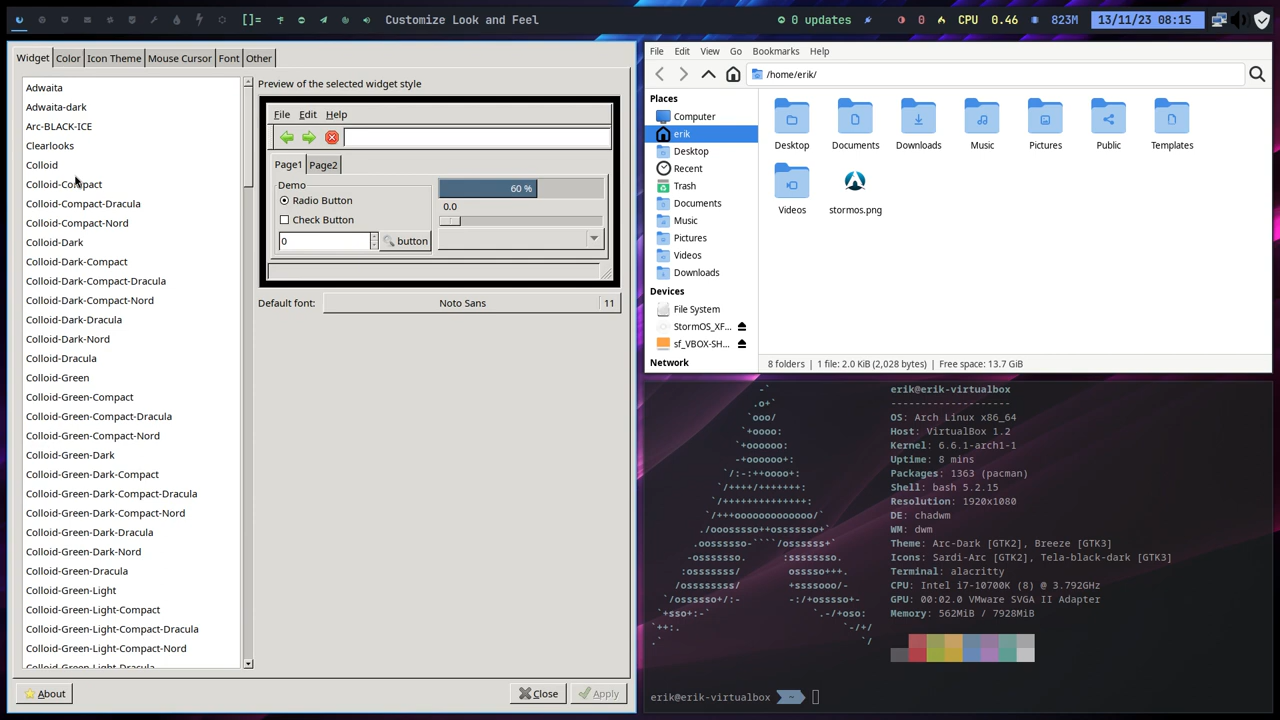 []=
Customize Look and Feel
0 updates
0
CPU 0.46
823M
13/11/23 08:15
Widget
Color
Icon Theme
Mouse Cursor
Font
Other
Adwaita
Adwaita-dark
Arc-BLACK-ICE
Clearlooks
Colloid
Colloid-Compact
Colloid-Compact-Dracula
Colloid-Compact-Nord
Colloid-Dark
Colloid-Dark-Compact
Colloid-Dark-Compact-Dracula
Colloid-Dark-Compact-Nord
Colloid-Dark-Dracula
Colloid-Dark-Nord
Colloid-Dracula
Colloid-Green
Colloid-Green-Compact
Colloid-Green-Compact-Dracula
Colloid-Green-Compact-Nord
Colloid-Green-Dark
Colloid-Green-Dark-Compact
Colloid-Green-Dark-Compact-Dracula
Colloid-Green-Dark-Compact-Nord
Colloid-Green-Dark-Dracula
Colloid-Green-Dark-Nord
Colloid-Green-Dracula
Colloid-Green-Light
Colloid-Green-Light-Compact
Colloid-Green-Light-Compact-Dracula
Colloid-Green-Light-Compact-Nord
Colloid-Green-Light-Dracula
Preview of the selected widget style
File Edit Help
Page1
Page2
Demo
Radio Button
Check Button
0
button
60 %
0.0
Default font:
Noto Sans
11
About
Close
Apply
File Edit View Go Bookmarks Help
/home/erik/
Places
Computer
erik
Desktop
Recent
Trash
Documents
Music
Pictures
Videos
Downloads
Devices
File System
StormOS_XF...
sf_VBOX-SH...
Network
Desktop
Documents
Downloads
Music
Pictures
Public
Templates
Videos
stormos.png
8 folders | 1 file: 2.0 KiB (2,028 bytes) | Free space: 13.7 GiB
erik@erik-virtualbox
--------------------
OS: Arch Linux x86_64
Host: VirtualBox 1.2
Kernel: 6.6.1-arch1-1
Uptime: 8 mins
Packages: 1363 (pacman)
Shell: bash 5.2.15
Resolution: 1920x1080
DE: chadwm
WM: dwm
Theme: Arc-Dark [GTK2], Breeze [GTK3]
Icons: Sardi-Arc [GTK2], Tela-black-dark [GTK3]
Terminal: alacritty
CPU: Intel i7-10700K (8) @ 3.792GHz
GPU: 00:02.0 VMware SVGA II Adapter
Memory: 562MiB / 7928MiB
erik@erik-virtualbox ~